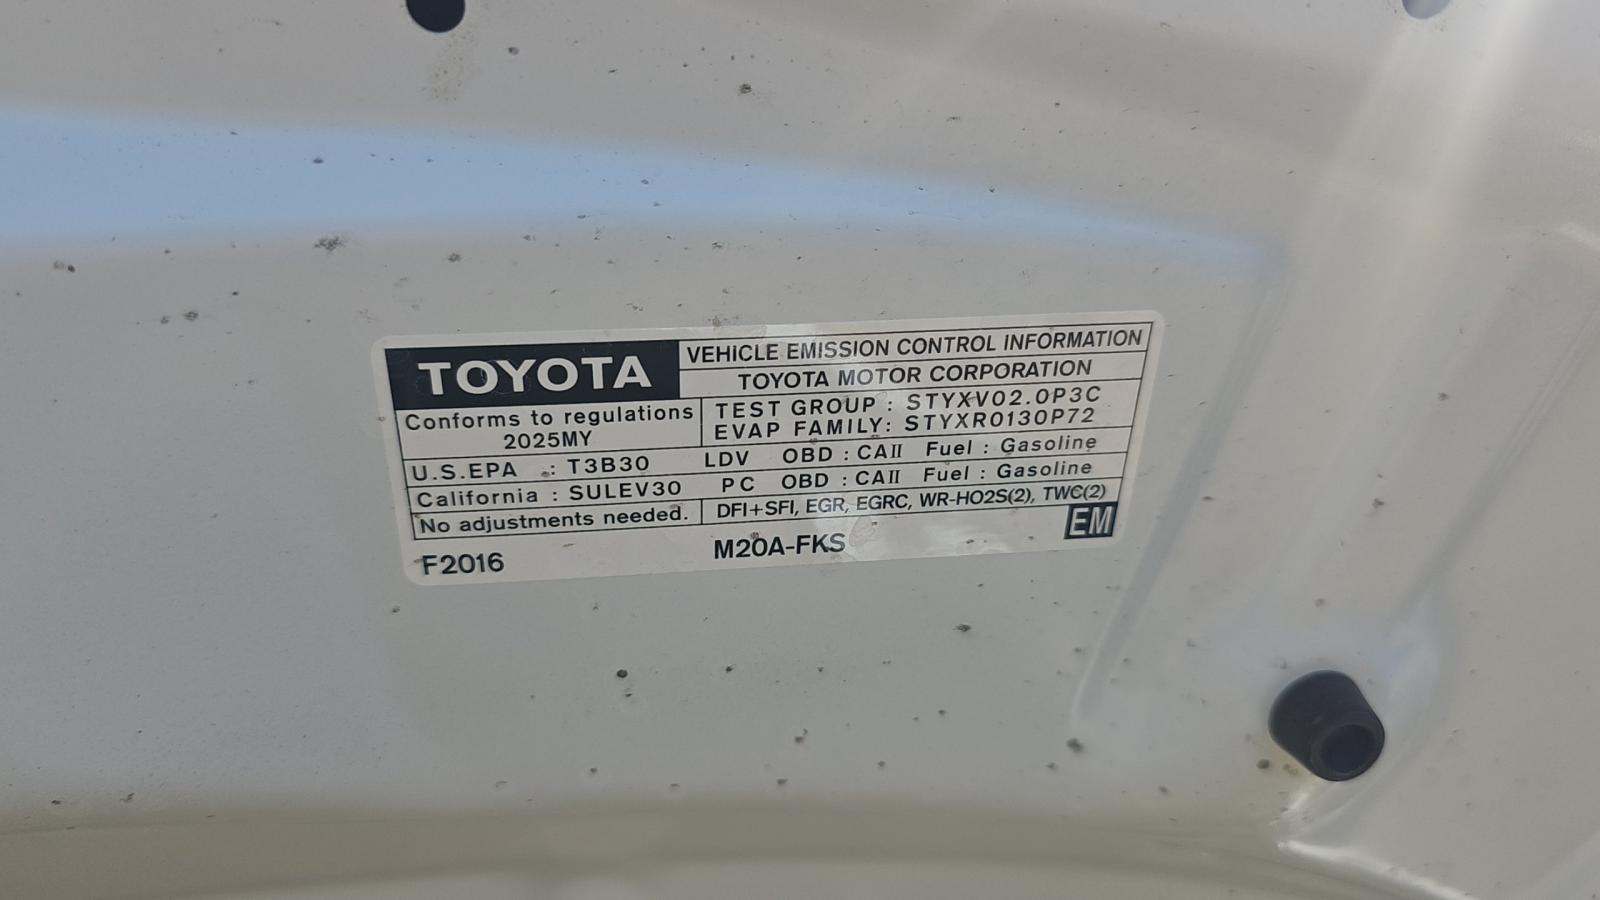 TOYOTA
VEHICLE EMISSION CONTROL INFORMATION
TOYOTA MOTOR CORPORATION
Conforms to regulations
2025MY
TEST GROUP : STYXV02.0P3C
EVAP FAMILY: STYXR0130P72
U.S.EPA : T3B30 LDV OBD : CAII Fuel : Gasoline
California : SULEV30 PC OBD : CAII Fuel : Gasoline
No adjustments needed. DFI+SFI, EGR, EGRC, WR-HO2S(2), TWC(2)
F2016 M20A-FKS EM